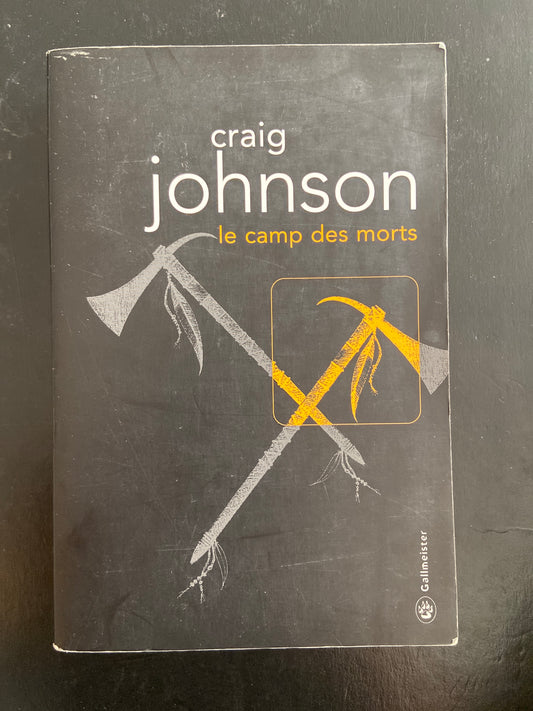 craig
johnson
le camp des morts
Gallmeister